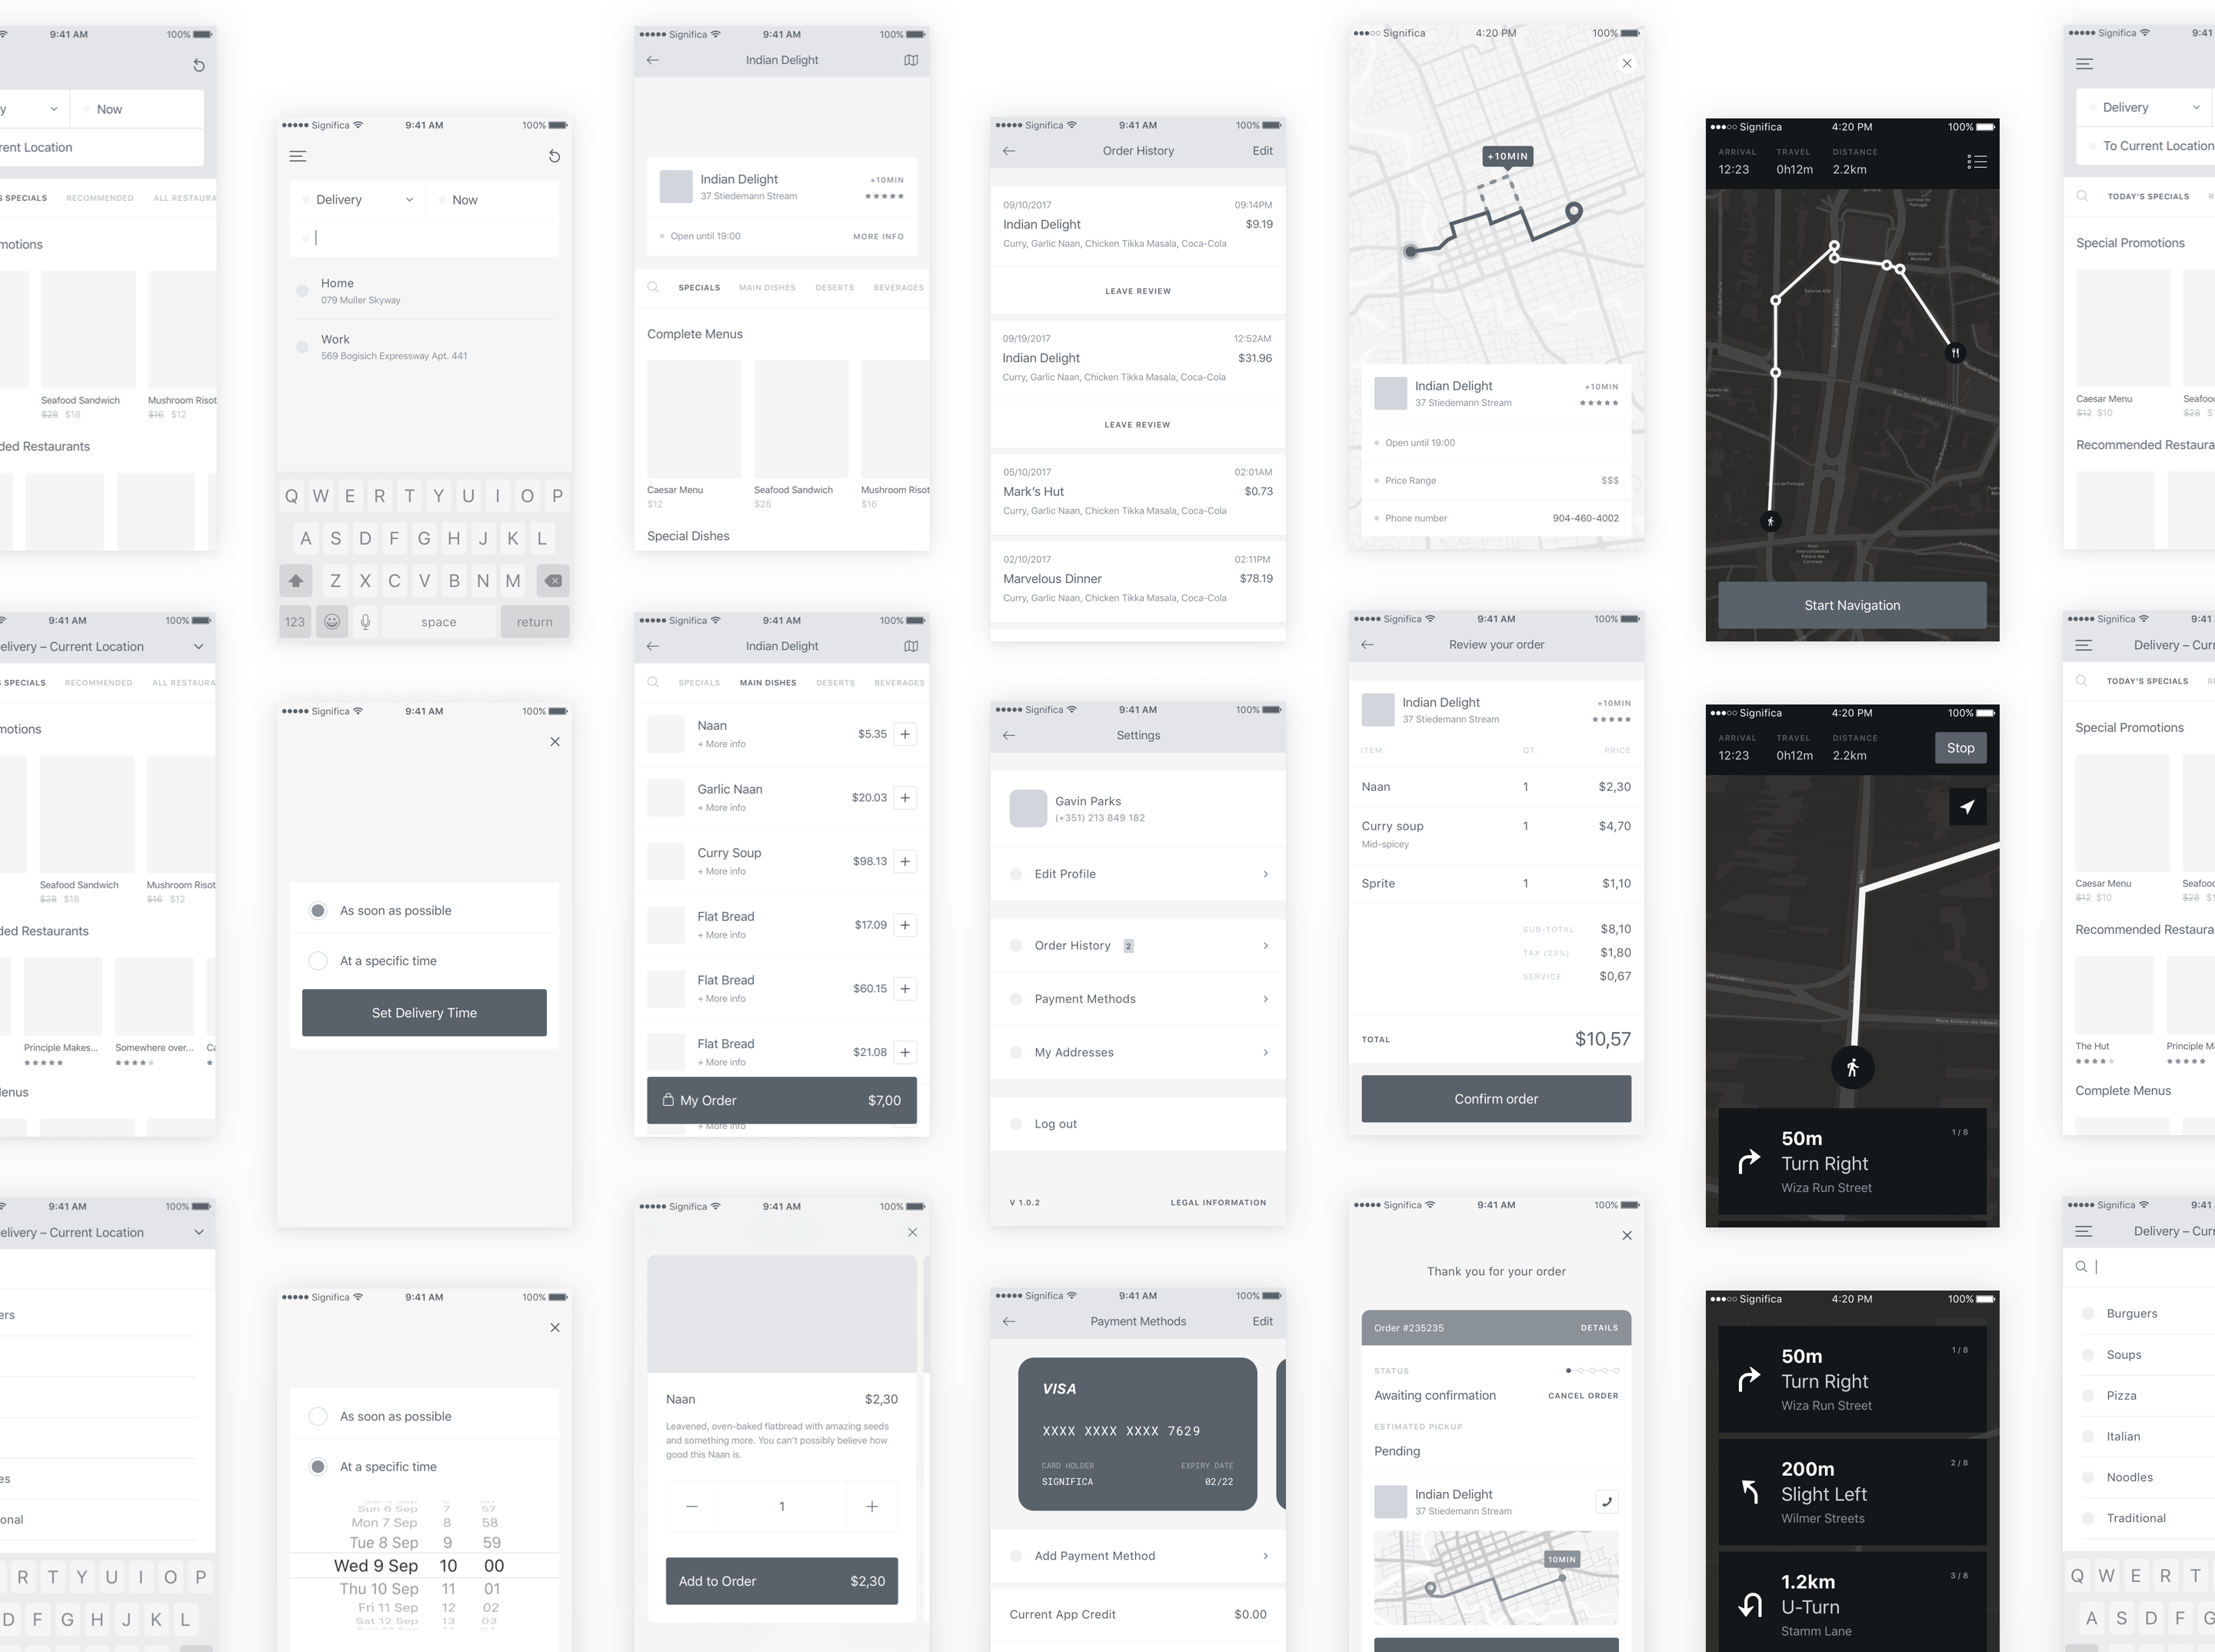 9:41 AM 100%
y Now
rent Location
S SPECIALS RECOMMENDED ALL RESTAURA
motions
Seafood Sandwich Mushroom Risot
$28 $18 $16 $12
ded Restaurants
9:41 AM 100%
elivery – Current Location
S SPECIALS RECOMMENDED ALL RESTAURA
motions
Seafood Sandwich Mushroom Risot
$28 $18 $16 $12
ded Restaurants
Principle Makes... Somewhere over... Ca
Menus
9:41 AM 100%
elivery – Current Location
ers
es
onal
R T Y U I O P
D F G H J K L
Significa 9:41 AM 100%
Delivery Now
Home
079 Muller Skyway
Work
569 Bogisich Expressway Apt. 441
Q W E R T Y U I O P
A S D F G H J K L
Z X C V B N M
123 space return
Significa 9:41 AM 100%
As soon as possible
At a specific time
Set Delivery Time
Significa 9:41 AM 100%
As soon as possible
At a specific time
Sun 6 Sep 7 57
Mon 7 Sep 8 58
Tue 8 Sep 9 59
Wed 9 Sep 10 00
Thu 10 Sep 11 01
Fri 11 Sep 12 02
Sat 12 Sep 13 03
Significa 9:41 AM 100%
Indian Delight
Indian Delight +10MIN
37 Stiedemann Stream
Open until 19:00 MORE INFO
SPECIALS MAIN DISHES DESERTS BEVERAGES
Complete Menus
Caesar Menu Seafood Sandwich Mushroom Risot
$12 $28 $16
Special Dishes
Significa 9:41 AM 100%
Indian Delight
SPECIALS MAIN DISHES DESERTS BEVERAGES
Naan $5.35 +
+ More info
Garlic Naan $20.03 +
+ More info
Curry Soup $98.13 +
+ More info
Flat Bread $17.09 +
+ More info
Flat Bread $60.15 +
+ More info
Flat Bread $21.08 +
+ More info
My Order $7,00
+ More info
Significa 9:41 AM 100%
Naan $2,30
Leavened, oven-baked flatbread with amazing seeds
and something more. You can't possibly believe how
good this Naan is.
— 1 +
Add to Order $2,30
Significa 9:41 AM 100%
Order History Edit
09/10/2017 09:14PM
Indian Delight $9.19
Curry, Garlic Naan, Chicken Tikka Masala, Coca-Cola
LEAVE REVIEW
09/19/2017 12:52AM
Indian Delight $31.96
Curry, Garlic Naan, Chicken Tikka Masala, Coca-Cola
LEAVE REVIEW
05/10/2017 02:01AM
Mark's Hut $0.73
Curry, Garlic Naan, Chicken Tikka Masala, Coca-Cola
02/10/2017 02:11PM
Marvelous Dinner $78.19
Curry, Garlic Naan, Chicken Tikka Masala, Coca-Cola
Significa 9:41 AM 100%
Settings
Gavin Parks
(+351) 213 849 182
Edit Profile
Order History 2
Payment Methods
My Addresses
Log out
V 1.0.2 LEGAL INFORMATION
Significa 9:41 AM 100%
Payment Methods Edit
VISA
XXXX XXXX XXXX 7629
CARD HOLDER EXPIRY DATE
SIGNIFICA 02/22
Add Payment Method
Current App Credit $0.00
Significa 4:20 PM 100%
+10MIN
Indian Delight +10MIN
37 Stiedemann Stream
Open until 19:00
Price Range $$$
Phone number 904-460-4002
Significa 9:41 AM 100%
Review your order
Indian Delight +10MIN
37 Stiedemann Stream
ITEM QT. PRICE
Naan 1 $2,30
Curry soup 1 $4,70
Mid-spicey
Sprite 1 $1,10
SUB-TOTAL $8,10
TAX (23%) $1,80
SERVICE $0,67
TOTAL $10,57
Confirm order
Significa 9:41 AM 100%
Thank you for your order
Order #235235 DETAILS
STATUS
Awaiting confirmation CANCEL ORDER
ESTIMATED PICKUP
Pending
Indian Delight
37 Stiedemann Stream
10MIN
Significa 4:20 PM 100%
ARRIVAL TRAVEL DISTANCE
12:23 0h12m 2.2km
Start Navigation
Significa 4:20 PM 100%
ARRIVAL TRAVEL DISTANCE
12:23 0h12m 2.2km Stop
50m 1/8
Turn Right
Wiza Run Street
Significa 4:20 PM 100%
50m 1/8
Turn Right
Wiza Run Street
200m 2/8
Slight Left
Wilmer Streets
1.2km 3/8
U-Turn
Stamm Lane
Significa 9:41
Delivery
To Current Location
TODAY'S SPECIALS R
Special Promotions
Caesar Menu Seafoo
$12 $10 $28 $1
Recommended Restaura
Significa 9:41
Delivery – Curr
TODAY'S SPECIALS R
Special Promotions
Caesar Menu Seafoo
$12 $10 $28 $1
Recommended Restaura
The Hut Principle Ma
Complete Menus
Significa 9:41
Delivery – Curr
Burguers
Soups
Pizza
Italian
Noodles
Traditional
Q W E R T
A S D F G